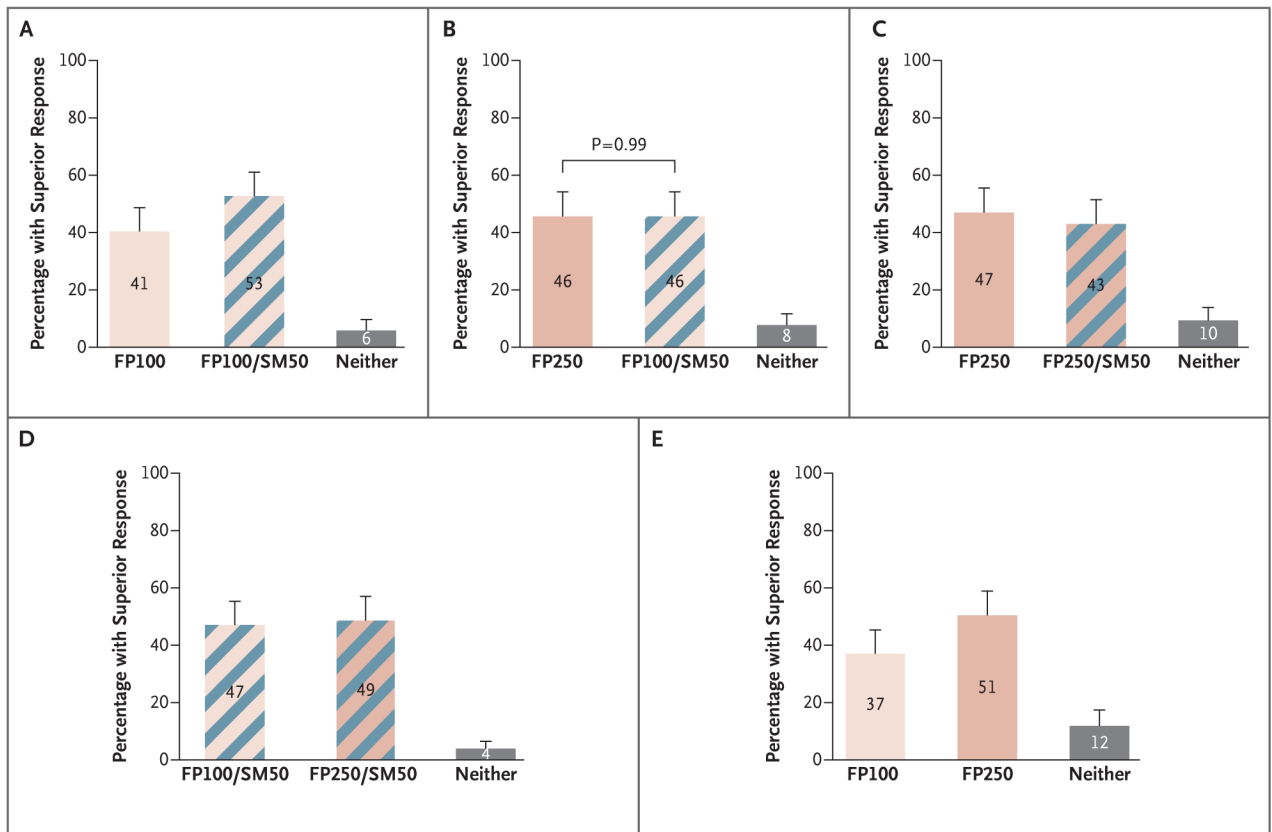 A
Percentage with Superior Response
100
80
60
40
20
0
41
53
6
FP100 FP100/SM50 Neither
B
Percentage with Superior Response
100
80
60
40
20
0
P=0.99
46
46
8
FP250 FP100/SM50 Neither
C
Percentage with Superior Response
100
80
60
40
20
0
47
43
10
FP250 FP250/SM50 Neither
D
Percentage with Superior Response
100
80
60
40
20
0
47
49
4
FP100/SM50 FP250/SM50 Neither
E
Percentage with Superior Response
100
80
60
40
20
0
37
51
12
FP100 FP250 Neither